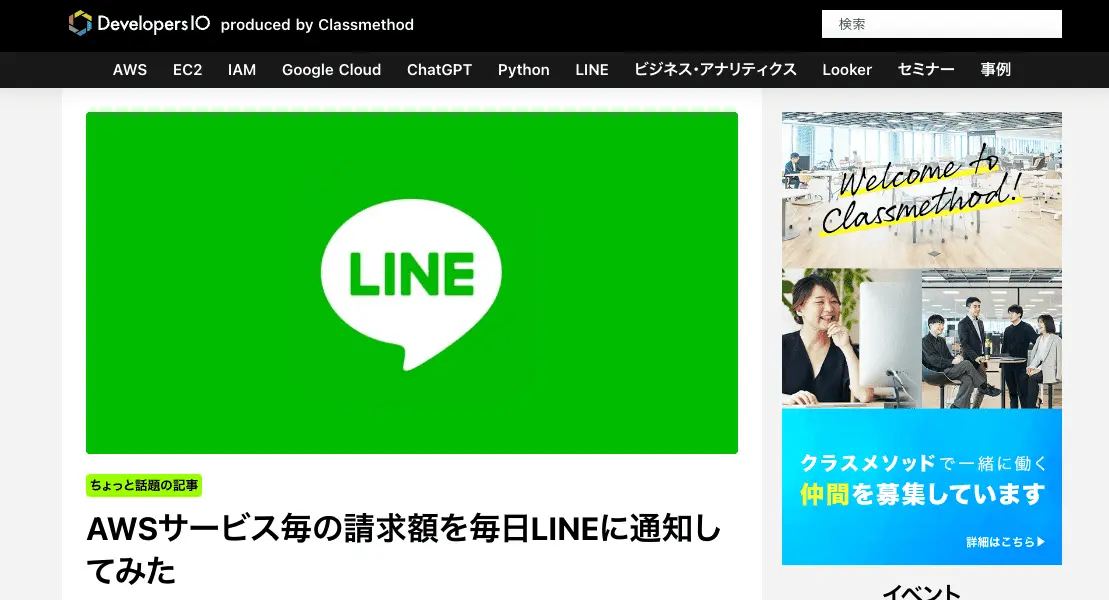 DevelopersIO produced by Classmethod
検索
AWS EC2 IAM Google Cloud ChatGPT Python LINE ビジネス・アナリティクス Looker セミナー 事例
LINE
ちょっと話題の記事
AWSサービス毎の請求額を毎日LINEに通知し
てみた
Welcome to
Classmethod!
クラスメソッドで一緒に働く
仲間を募集しています
詳細はこちら▶
イベント